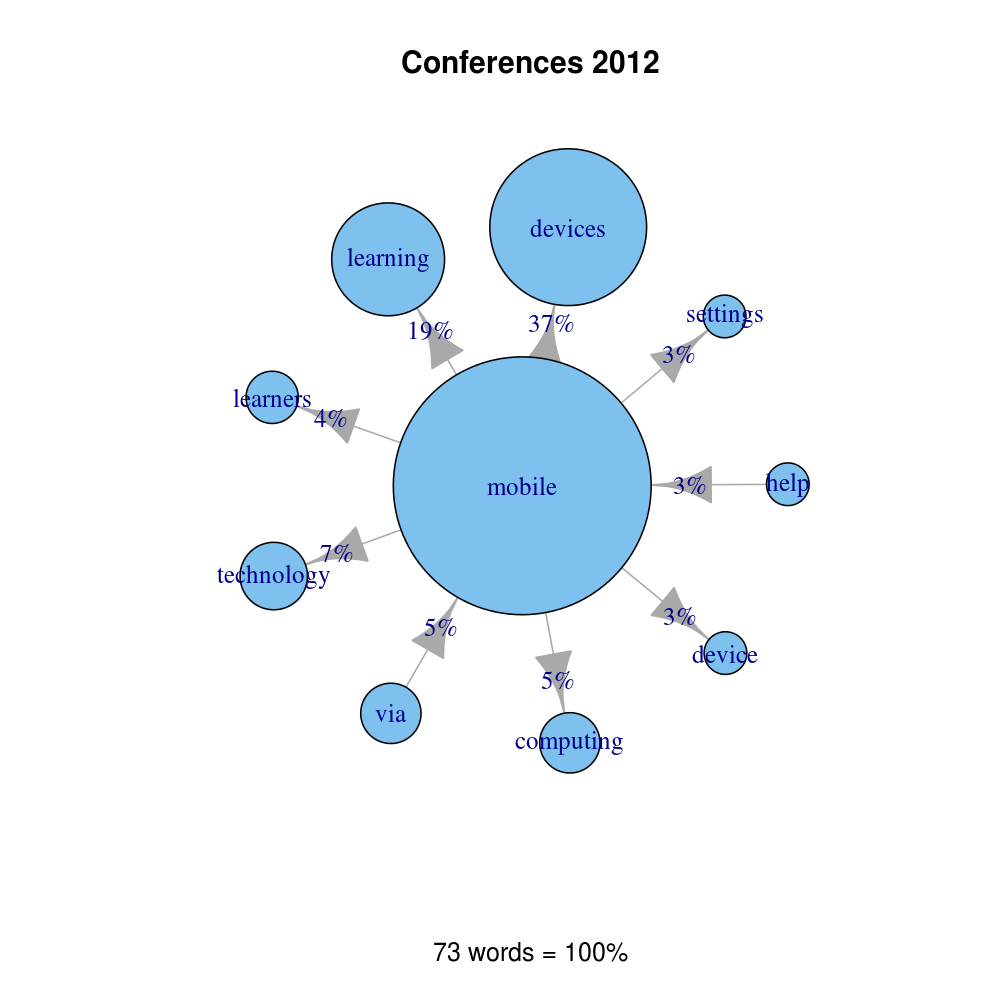 Conferences 2012
devices
learning
settings
37%
19%
3%
learners
4%
mobile
help
3%
7%
technology
5%
3%
device
5%
via
computing
73 words = 100%